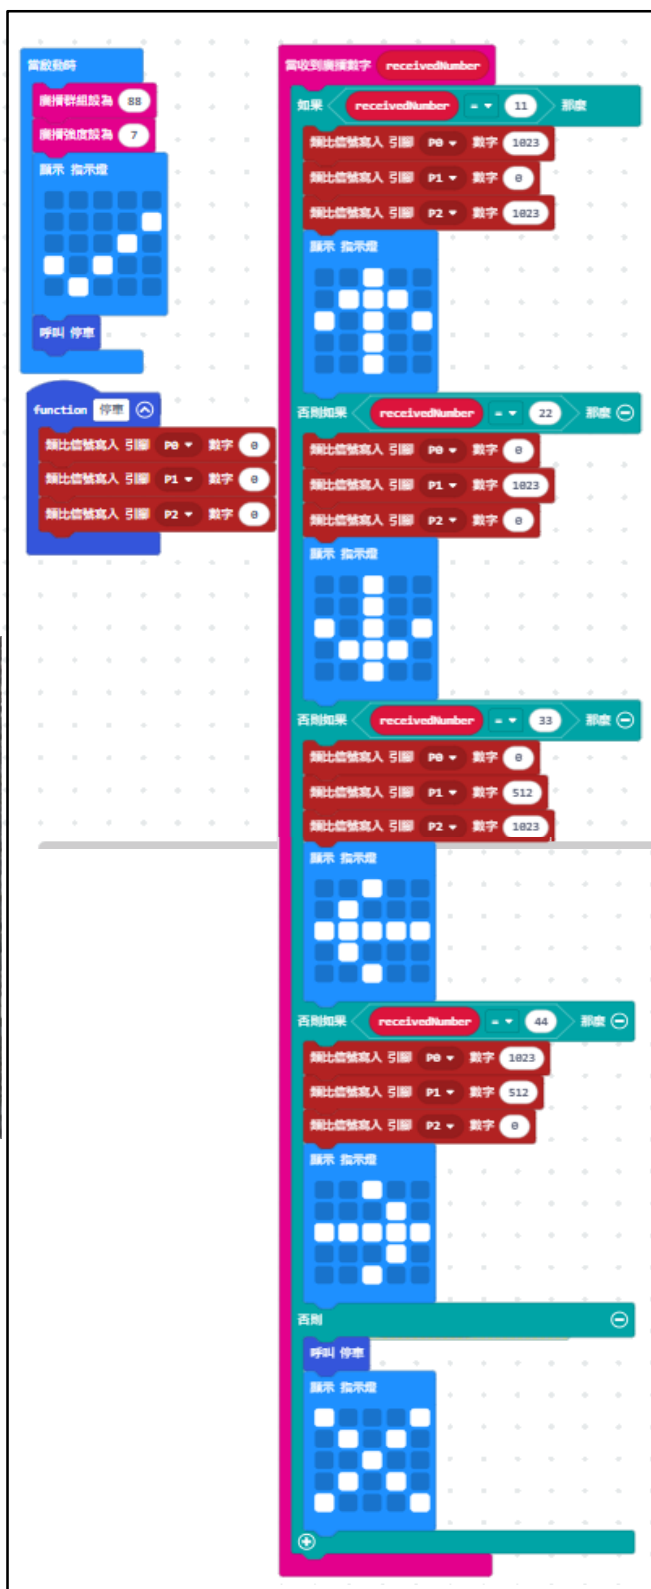 當啟動時
廣播群組設為 88
廣播強度設為 7
顯示 指示燈
呼叫 停車
function 停車
類比信號寫入 引腳 P0 數字 0
類比信號寫入 引腳 P1 數字 0
類比信號寫入 引腳 P2 數字 0
當收到廣播數字 receivedNumber
如果 receivedNumber = 11 那麼
類比信號寫入 引腳 P0 數字 1023
類比信號寫入 引腳 P1 數字 0
類比信號寫入 引腳 P2 數字 1023
顯示 指示燈
否則如果 receivedNumber = 22 那麼
類比信號寫入 引腳 P0 數字 0
類比信號寫入 引腳 P1 數字 1023
類比信號寫入 引腳 P2 數字 0
顯示 指示燈
否則如果 receivedNumber = 33 那麼
類比信號寫入 引腳 P0 數字 0
類比信號寫入 引腳 P1 數字 512
類比信號寫入 引腳 P2 數字 1023
顯示 指示燈
否則如果 receivedNumber = 44 那麼
類比信號寫入 引腳 P0 數字 1023
類比信號寫入 引腳 P1 數字 512
類比信號寫入 引腳 P2 數字 0
顯示 指示燈
否則
呼叫 停車
顯示 指示燈